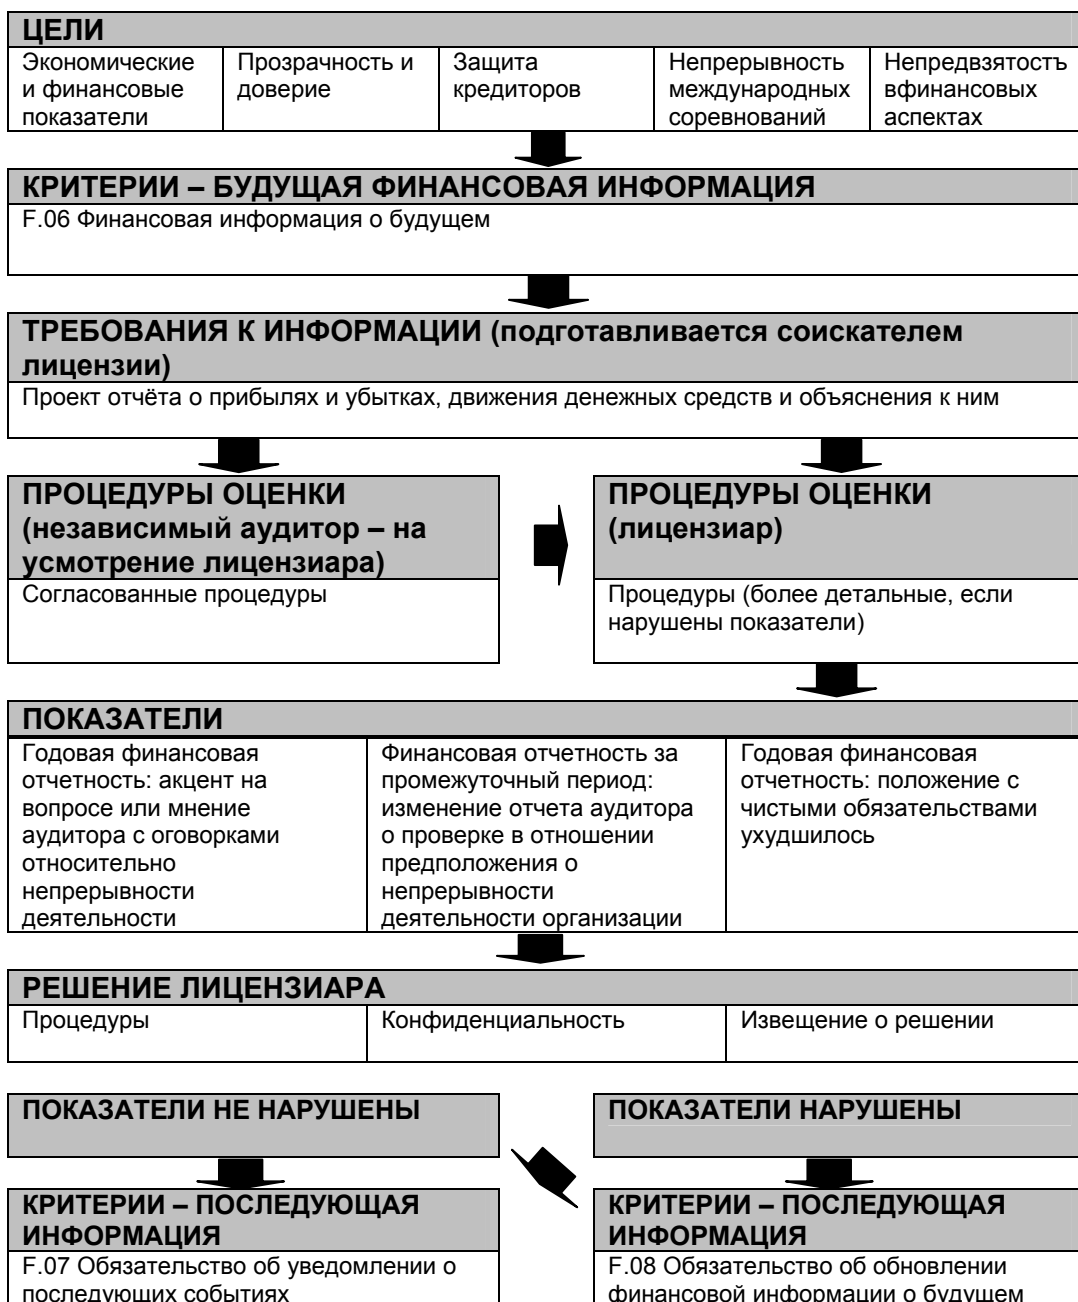 ЦЕЛИ
Экономические
и финансовые
показатели
Прозрачность и
доверие
Защита
кредиторов
Непрерывность
международных
соревнований
Непредвзятостъ
вфинансовых
аспектах
КРИТЕРИИ – БУДУЩАЯ ФИНАНСОВАЯ ИНФОРМАЦИЯ
F.06 Финансовая информация о будущем
ТРЕБОВАНИЯ К ИНФОРМАЦИИ (подготавливается соискателем
лицензии)
Проект отчёта о прибылях и убытках, движения денежных средств и объяснения к ним
ПРОЦЕДУРЫ ОЦЕНКИ
(независимый аудитор – на
усмотрение лицензиара)
Согласованные процедуры
ПРОЦЕДУРЫ ОЦЕНКИ
(лицензиар)
Процедуры (более детальные, если
нарушены показатели)
ПОКАЗАТЕЛИ
Годовая финансовая
отчетность: акцент на
вопросе или мнение
аудитора с оговорками
относительно
непрерывности
деятельности
Финансовая отчетность за
промежуточный период:
изменение отчета аудитора
о проверке в отношении
предположения о
непрерывности
деятельности организации
Годовая финансовая
отчетность: положение с
чистыми обязательствами
ухудшилось
РЕШЕНИЕ ЛИЦЕНЗИАРА
Процедуры
Конфиденциальность
Извещение о решении
ПОКАЗАТЕЛИ НЕ НАРУШЕНЫ
ПОКАЗАТЕЛИ НАРУШЕНЫ
КРИТЕРИИ – ПОСЛЕДУЮЩАЯ
ИНФОРМАЦИЯ
F.07 Обязательство об уведомлении о
последующих событиях
КРИТЕРИИ – ПОСЛЕДУЮЩАЯ
ИНФОРМАЦИЯ
F.08 Обязательство об обновлении
финансовой информации о будущем